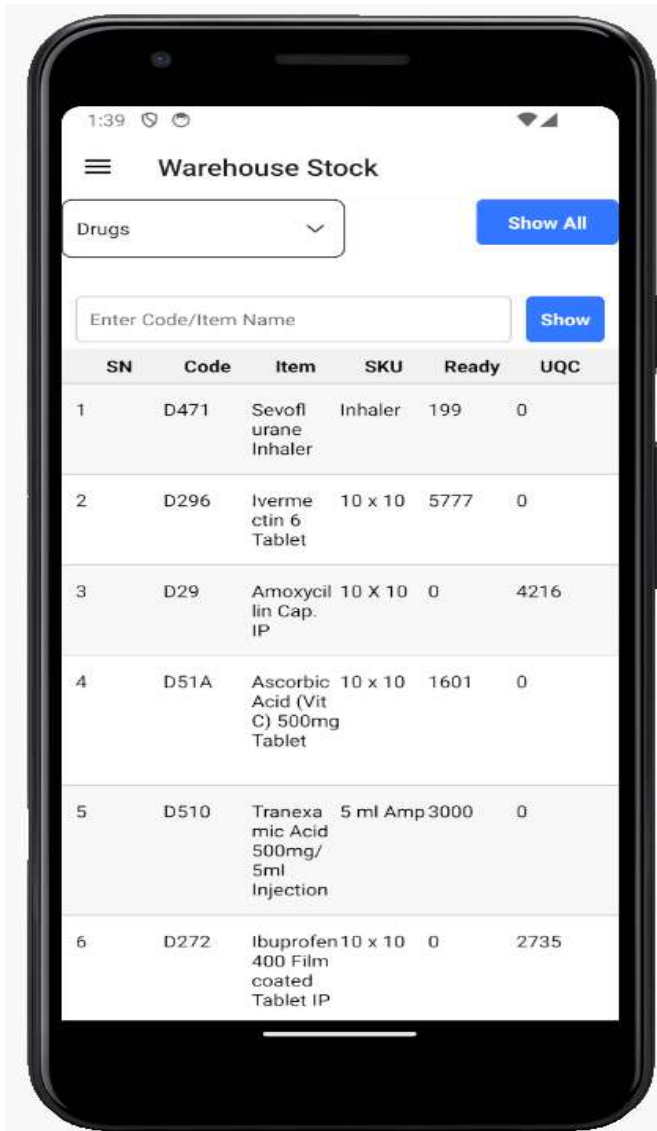 1:39
Warehouse Stock
Drugs
Show All
Enter Code/Item Name
Show
SN Code Item SKU Ready UQC
1 D471 Sevofl Inhaler 199 0
urane
Inhaler
2 D296 Iverme 10 x 10 5777 0
ctin 6
Tablet
3 D29 Amoxycil 10 X 10 0 4216
lin Cap.
IP
4 D51A Ascorbic 10 x 10 1601 0
Acid (Vit
C) 500mg
Tablet
5 D510 Tranexa 5 ml Amp 3000 0
mic Acid
500mg/
5ml
Injection
6 D272 Ibuprofen 10 x 10 0 2735
400 Film
coated
Tablet IP